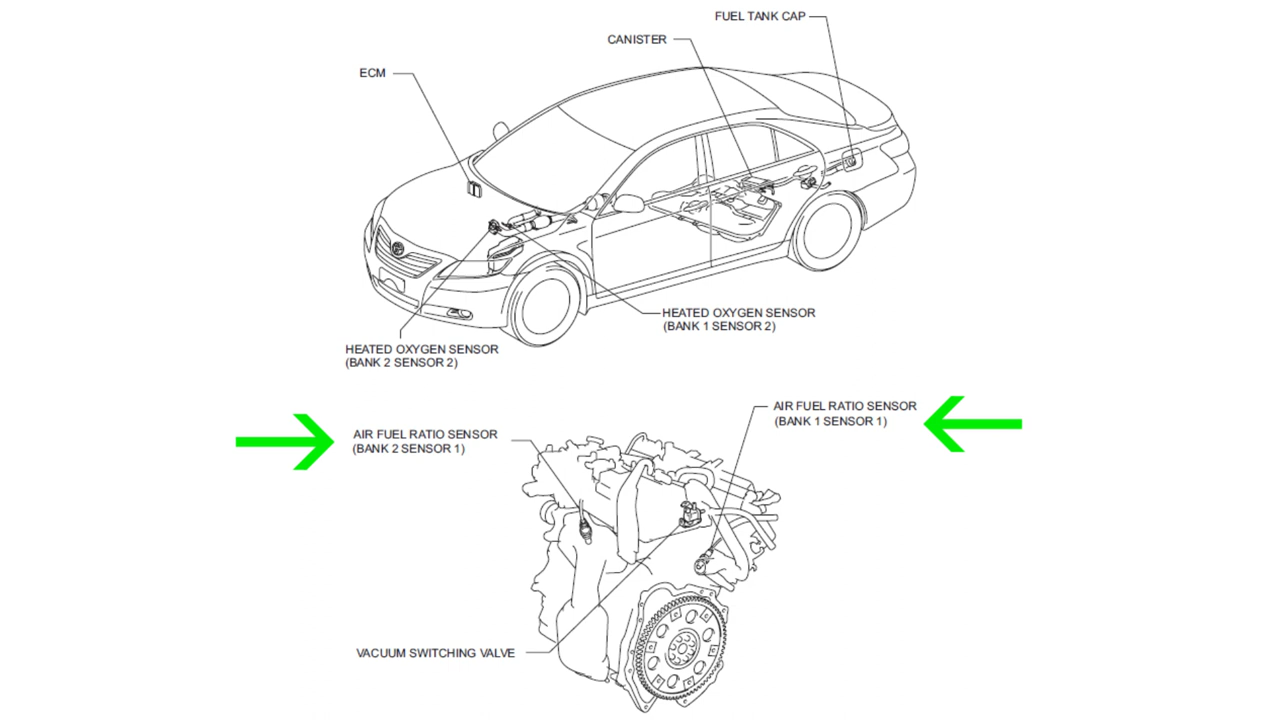 FUEL TANK CAP
CANISTER
ECM
HEATED OXYGEN SENSOR
(BANK 1 SENSOR 2)
HEATED OXYGEN SENSOR
(BANK 2 SENSOR 2)
AIR FUEL RATIO SENSOR
(BANK 1 SENSOR 1)
AIR FUEL RATIO SENSOR
(BANK 2 SENSOR 1)
VACUUM SWITCHING VALVE